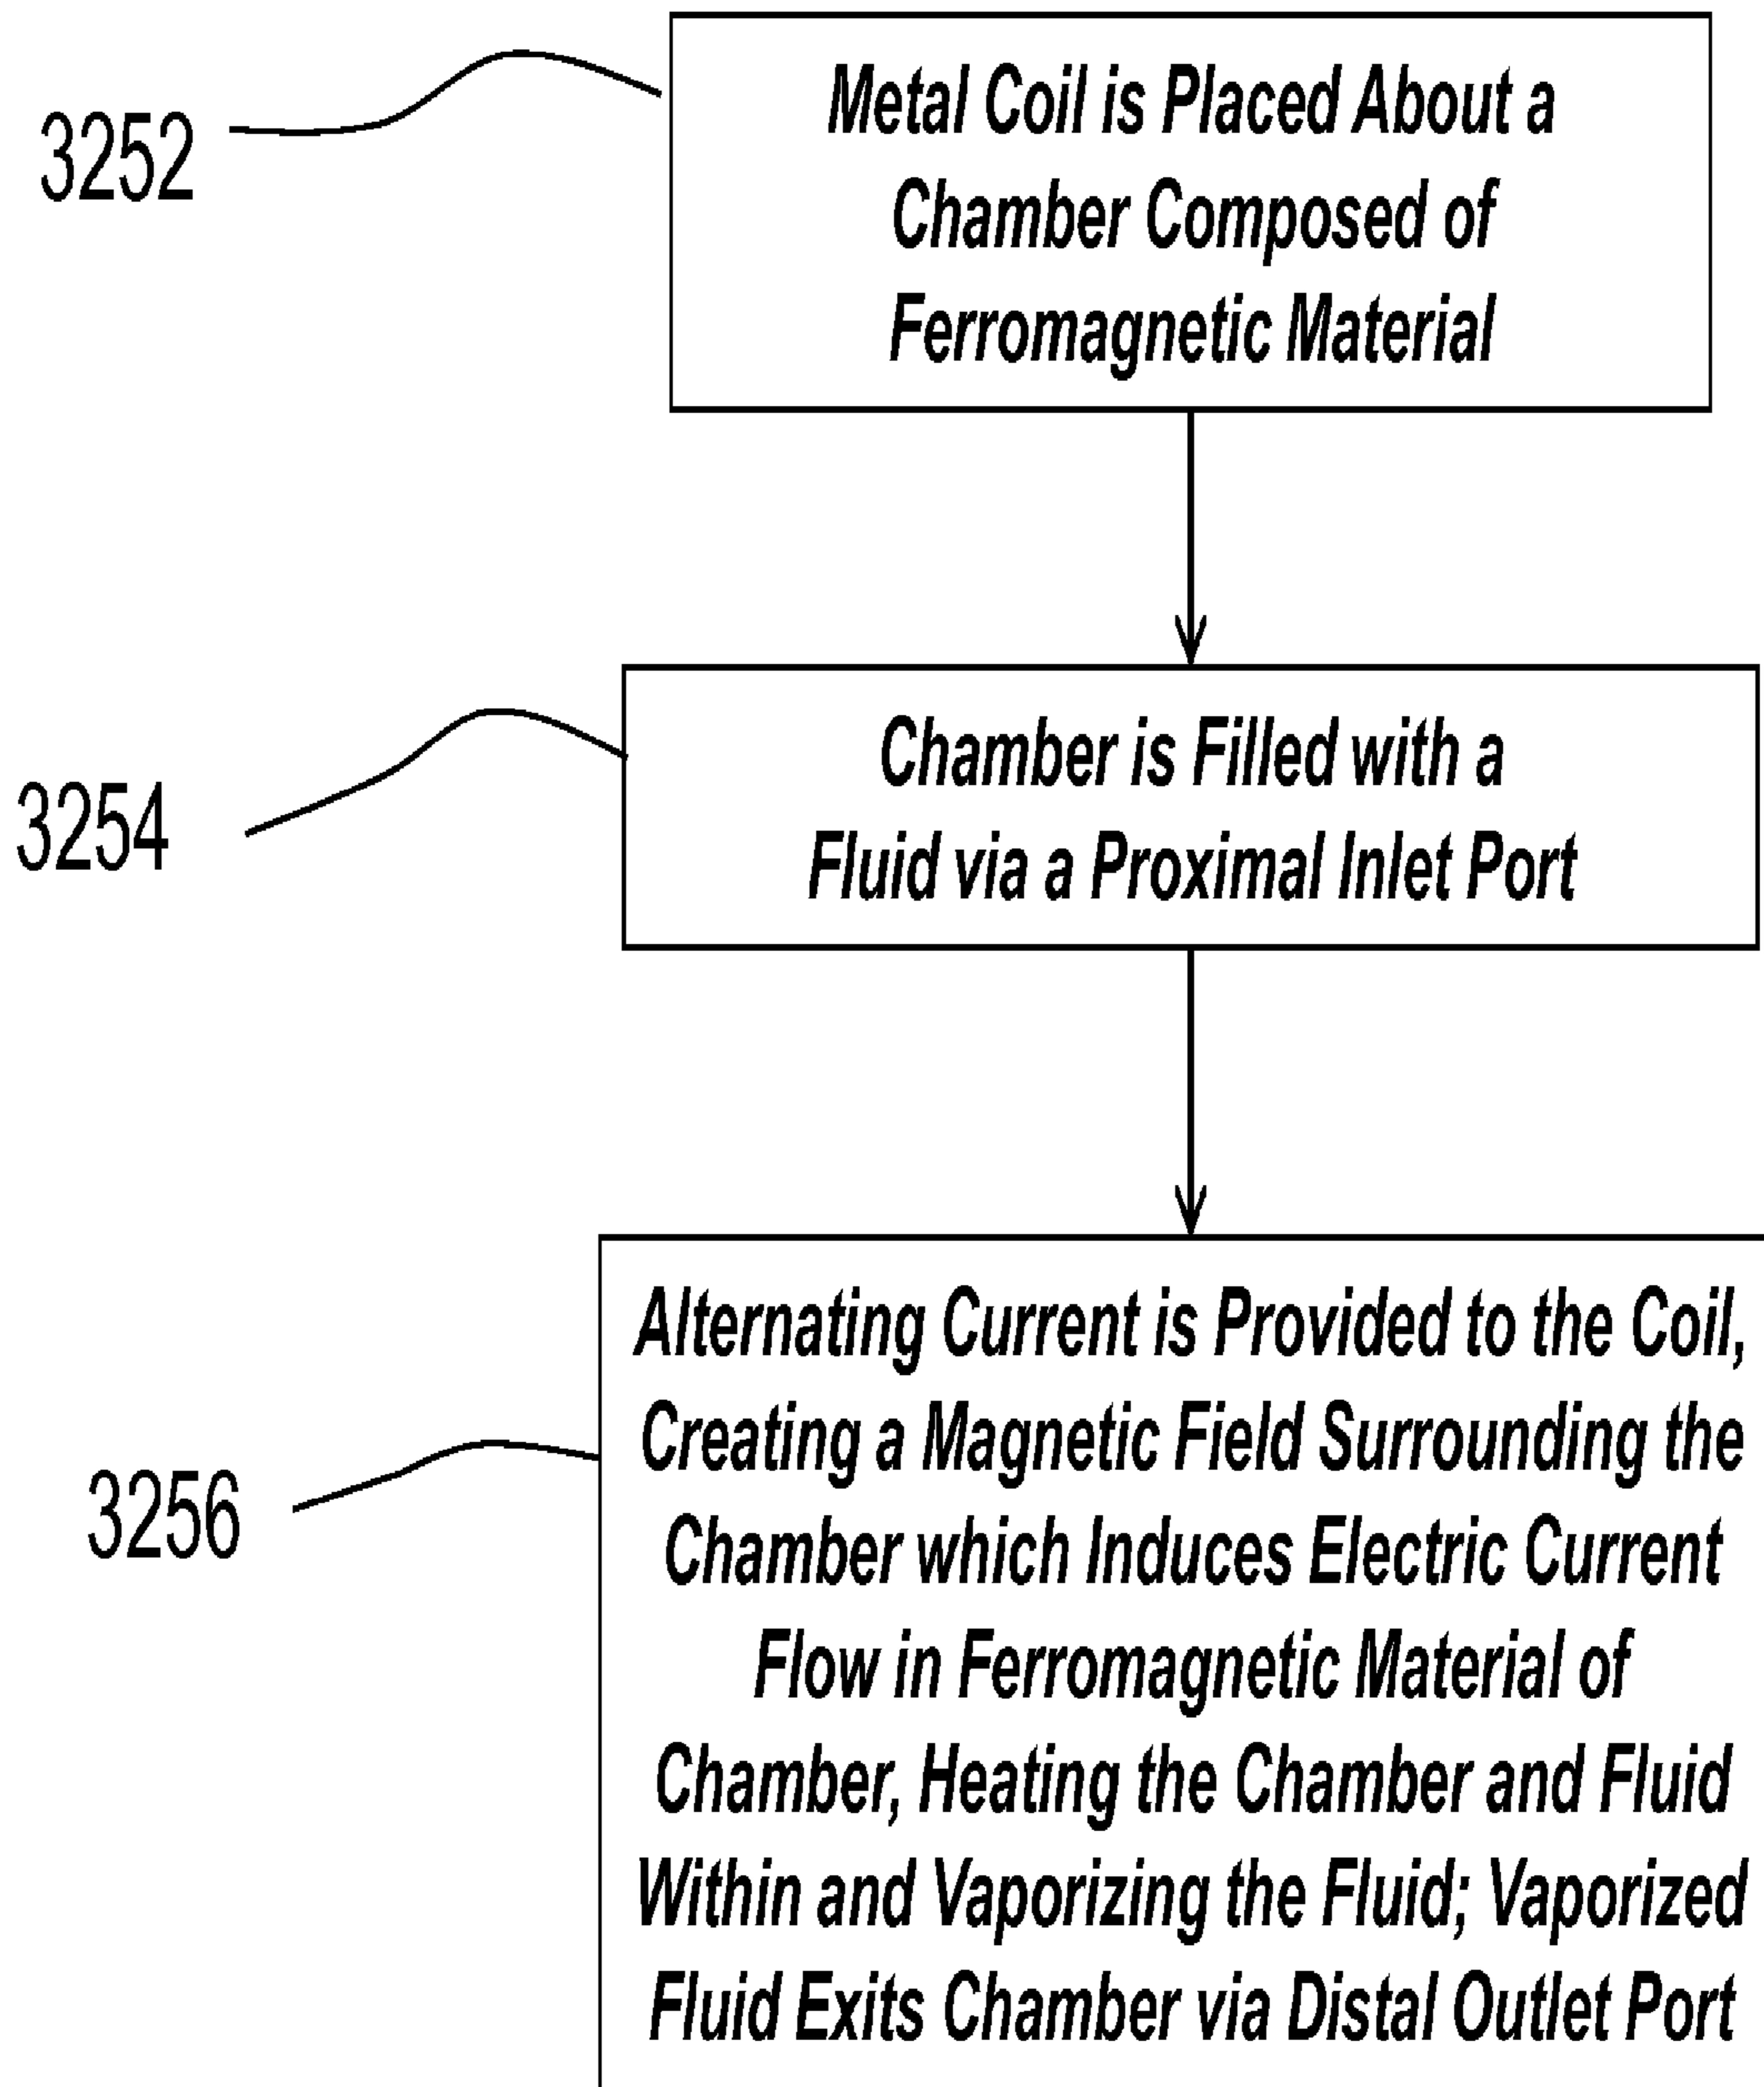 3252
Metal Coil is Placed About a
Chamber Composed of
Ferromagnetic Material
3254
Chamber is Filled with a
Fluid via a Proximal Inlet Port
3256
Alternating Current is Provided to the Coil,
Creating a Magnetic Field Surrounding the
Chamber which Induces Electric Current
Flow in Ferromagnetic Material of
Chamber, Heating the Chamber and Fluid
Within and Vaporizing the Fluid; Vaporized
Fluid Exits Chamber via Distal Outlet Port